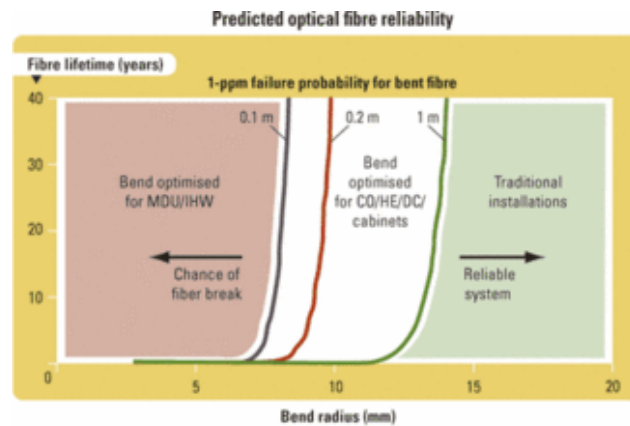 Predicted optical fibre reliability
Fibre lifetime (years)
1-ppm failure probability for bent fibre
40
0.1 m
0.2 m
1 m
30
Bend optimised
for MDU/IHW
Bend
optimised
for CO/HE/DC/
cabinets
Traditional
installations
20
Chance of
fiber break
Reliable
system
10
0
5
10
15
20
Bend radius (mm)